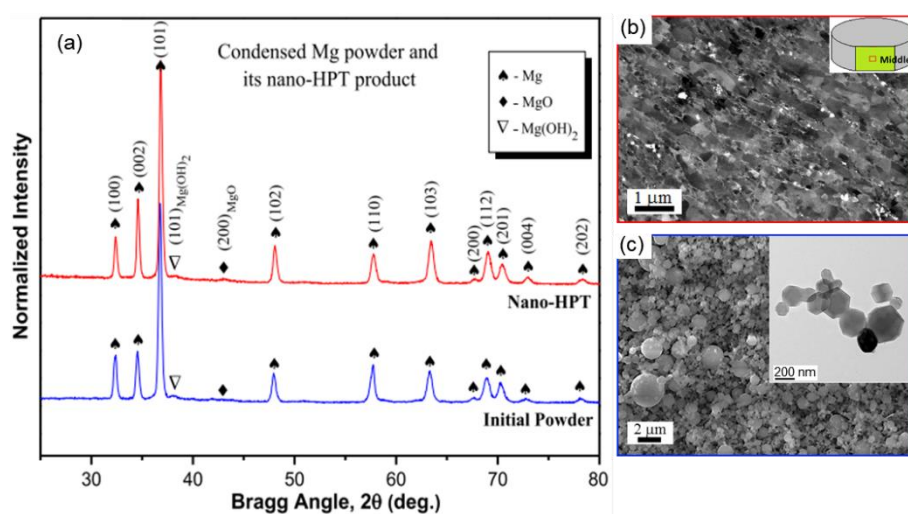 (a)
Condensed Mg powder and
its nano-HPT product
♠ - Mg
♦ - MgO
∇ - Mg(OH)2
(100)
(002)
(101)
(101)Mg(OH)2
(200)MgO
(102)
(110)
(103)
(200)
(112)
(201)
(004)
(202)
Nano-HPT
Initial Powder
Normalized Intensity
30
40
50
60
70
80
Bragg Angle, 2θ (deg.)
(b)
Middle
1 μm
(c)
200 nm
2 μm